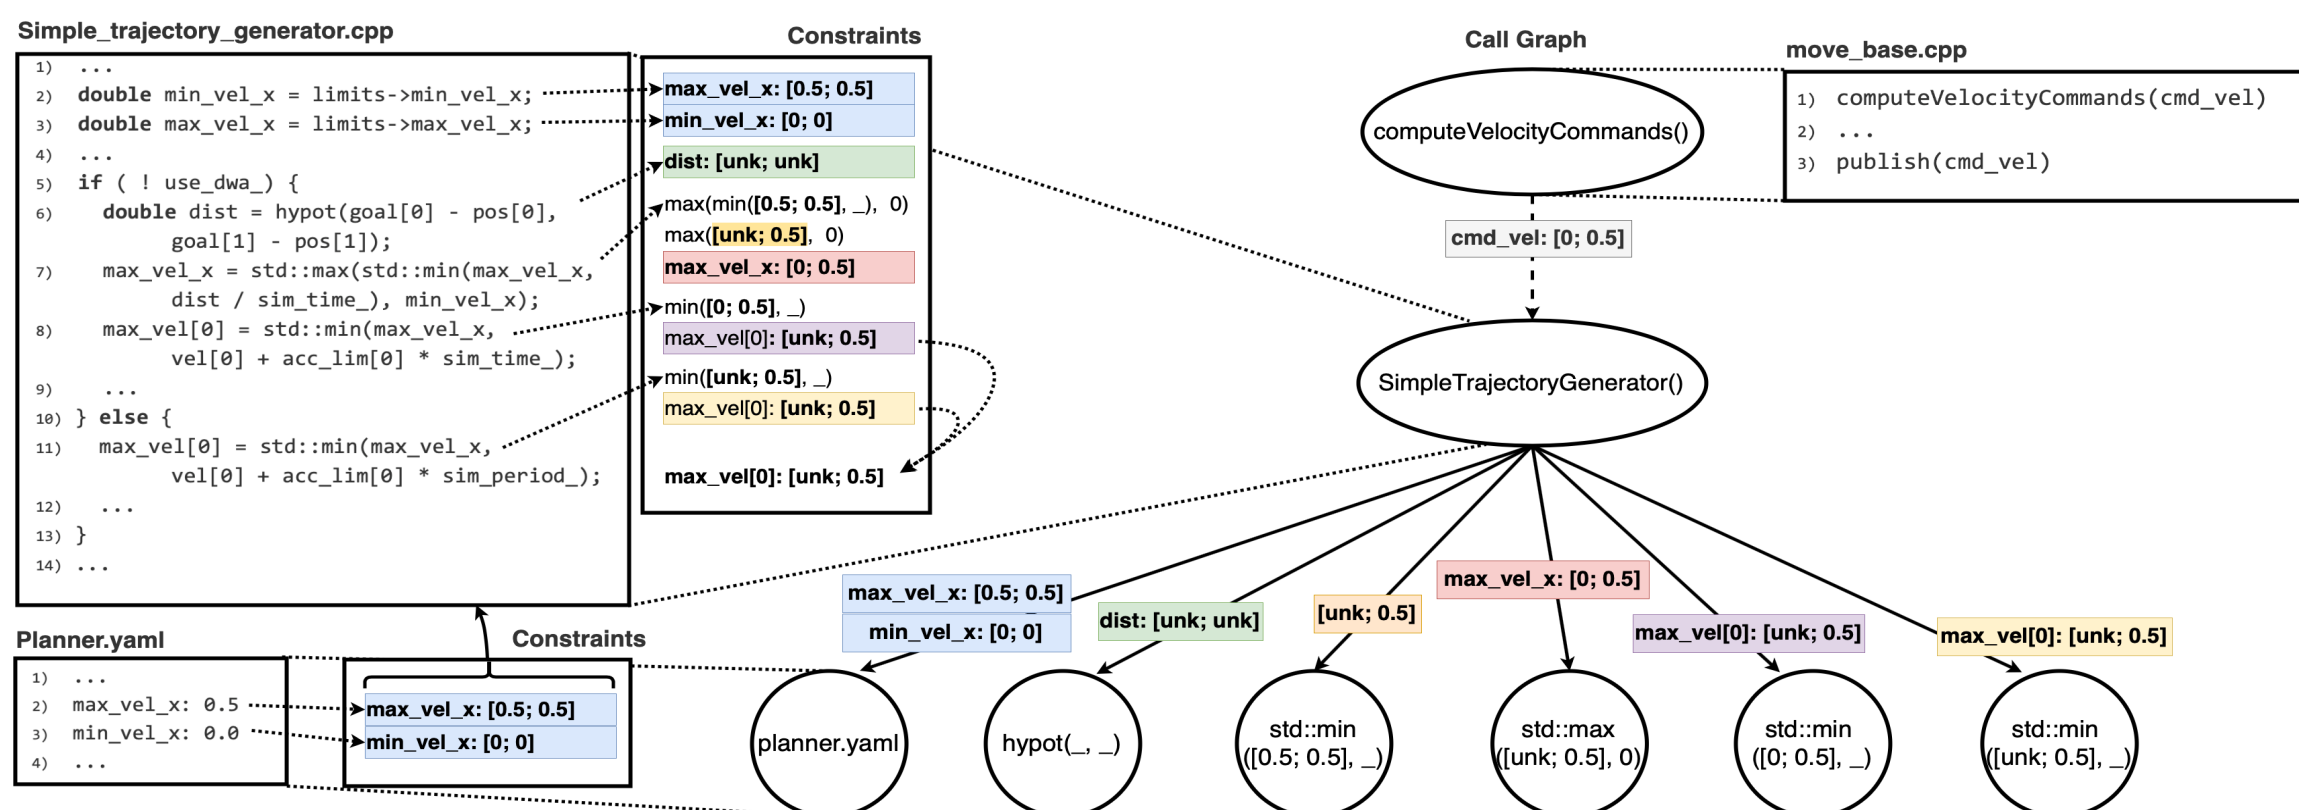 Simple_trajectory_generator.cpp
1) ...
2) double min_vel_x = limits->min_vel_x;
3) double max_vel_x = limits->max_vel_x;
4) ...
5) if ( ! use_dwa_) {
6) double dist = hypot(goal[0] - pos[0],
goal[1] - pos[1]);
7) max_vel_x = std::max(std::min(max_vel_x,
dist / sim_time_), min_vel_x);
8) max_vel[0] = std::min(max_vel_x,
vel[0] + acc_lim[0] * sim_time_);
9) ...
10) } else {
11) max_vel[0] = std::min(max_vel_x,
vel[0] + acc_lim[0] * sim_period_);
12) ...
13) }
14) ...
Constraints
max_vel_x: [0.5; 0.5]
min_vel_x: [0; 0]
dist: [unk; unk]
max(min([0.5; 0.5], _), 0)
max([unk; 0.5], 0)
max_vel_x: [0; 0.5]
min([0; 0.5], _)
max_vel[0]: [unk; 0.5]
min([unk; 0.5], _)
max_vel[0]: [unk; 0.5]
max_vel[0]: [unk; 0.5]
Call Graph
computeVelocityCommands()
cmd_vel: [0; 0.5]
SimpleTrajectoryGenerator()
move_base.cpp
1) computeVelocityCommands(cmd_vel)
2) ...
3) publish(cmd_vel)
Planner.yaml
1) ...
2) max_vel_x: 0.5
3) min_vel_x: 0.0
4) ...
Constraints
max_vel_x: [0.5; 0.5]
min_vel_x: [0; 0]
max_vel_x: [0.5; 0.5]
min_vel_x: [0; 0]
dist: [unk; unk]
[unk; 0.5]
max_vel_x: [0; 0.5]
max_vel[0]: [unk; 0.5]
max_vel[0]: [unk; 0.5]
planner.yaml
hypot(_, _)
std::min
([0.5; 0.5], _)
std::max
([unk; 0.5], 0)
std::min
([0; 0.5], _)
std::min
([unk; 0.5], _)